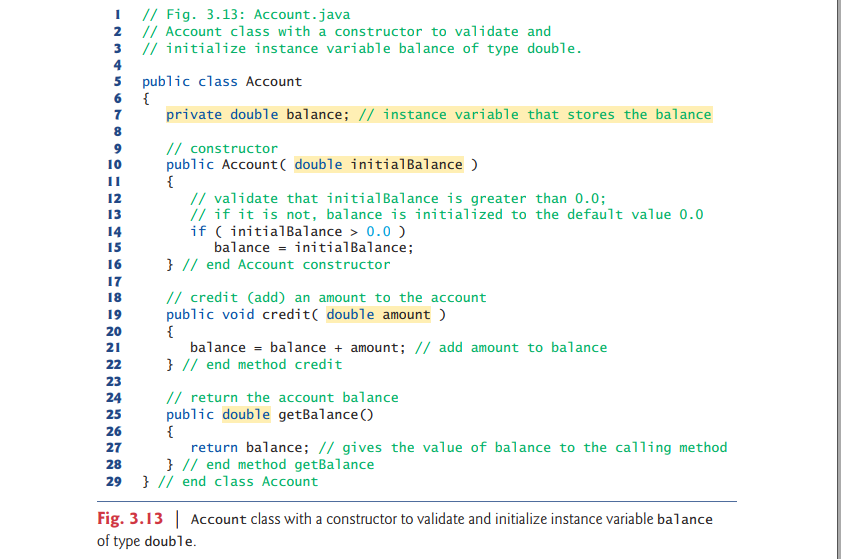 1 // Fig. 3.13: Account.java
2 // Account class with a constructor to validate and
3 // initialize instance variable balance of type double.
4
5 public class Account
6 {
7 private double balance; // instance variable that stores the balance
8
9 // constructor
10 public Account( double initialBalance )
11 {
12 // validate that initialBalance is greater than 0.0;
13 // if it is not, balance is initialized to the default value 0.0
14 if ( initialBalance > 0.0 )
15 balance = initialBalance;
16 } // end Account constructor
17
18 // credit (add) an amount to the account
19 public void credit( double amount )
20 {
21 balance = balance + amount; // add amount to balance
22 } // end method credit
23
24 // return the account balance
25 public double getBalance()
26 {
27 return balance; // gives the value of balance to the calling method
28 } // end method getBalance
29 } // end class Account
Fig. 3.13 | Account class with a constructor to validate and initialize instance variable balance
of type double.